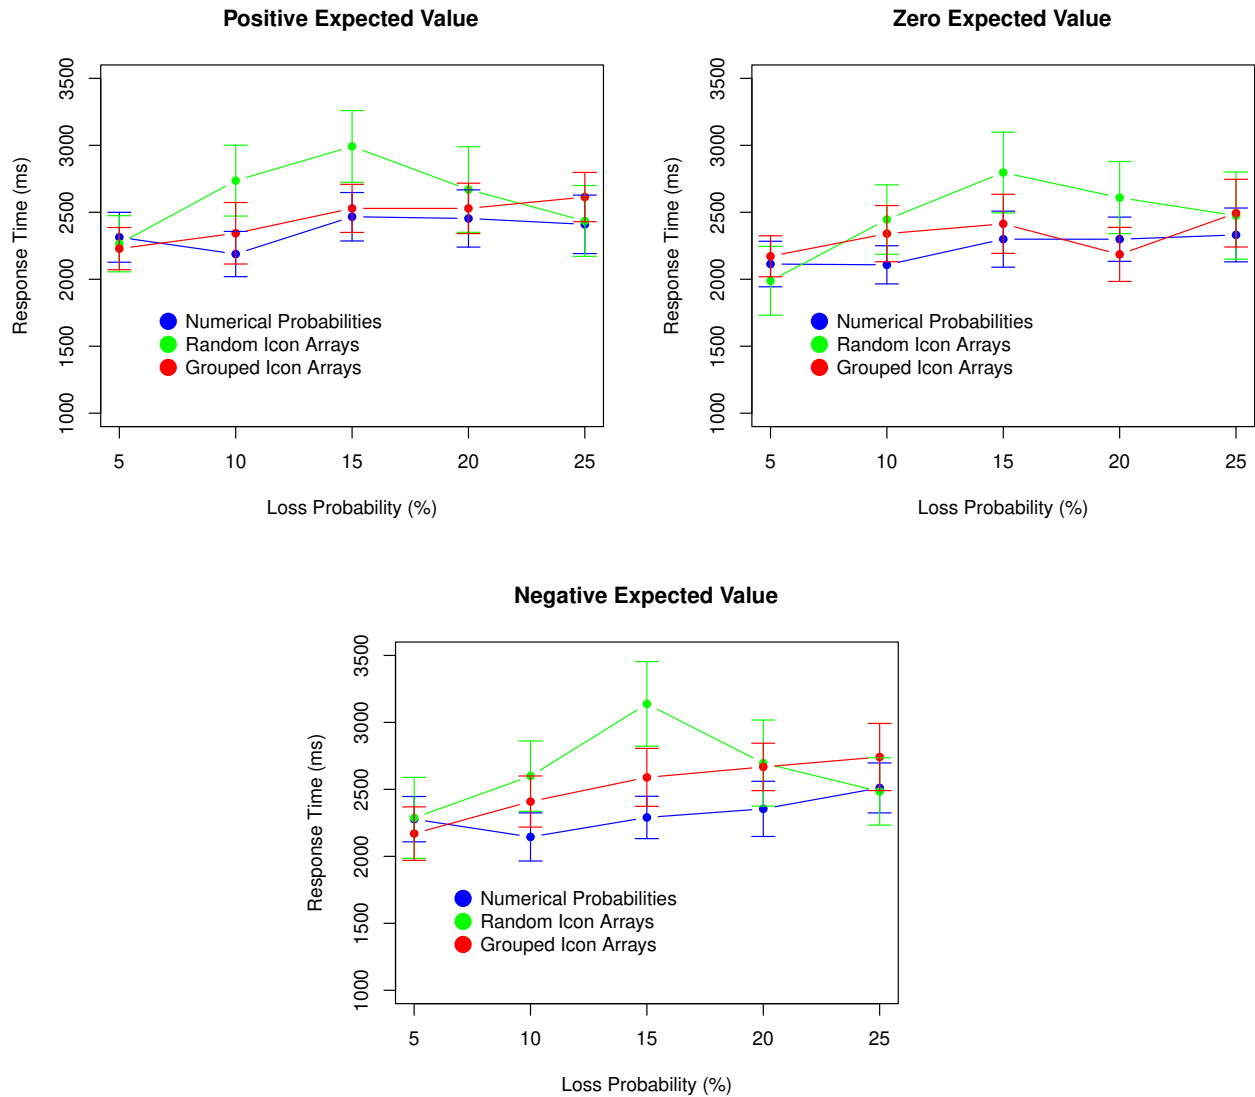 Positive Expected Value
Response Time (ms)
3500
3000
2500
2000
1500
1000
Numerical Probabilities
Random Icon Arrays
Grouped Icon Arrays
5 10 15 20 25
Loss Probability (%)
Zero Expected Value
Response Time (ms)
3500
3000
2500
2000
1500
1000
Numerical Probabilities
Random Icon Arrays
Grouped Icon Arrays
5 10 15 20 25
Loss Probability (%)
Negative Expected Value
Response Time (ms)
3500
3000
2500
2000
1500
1000
Numerical Probabilities
Random Icon Arrays
Grouped Icon Arrays
5 10 15 20 25
Loss Probability (%)